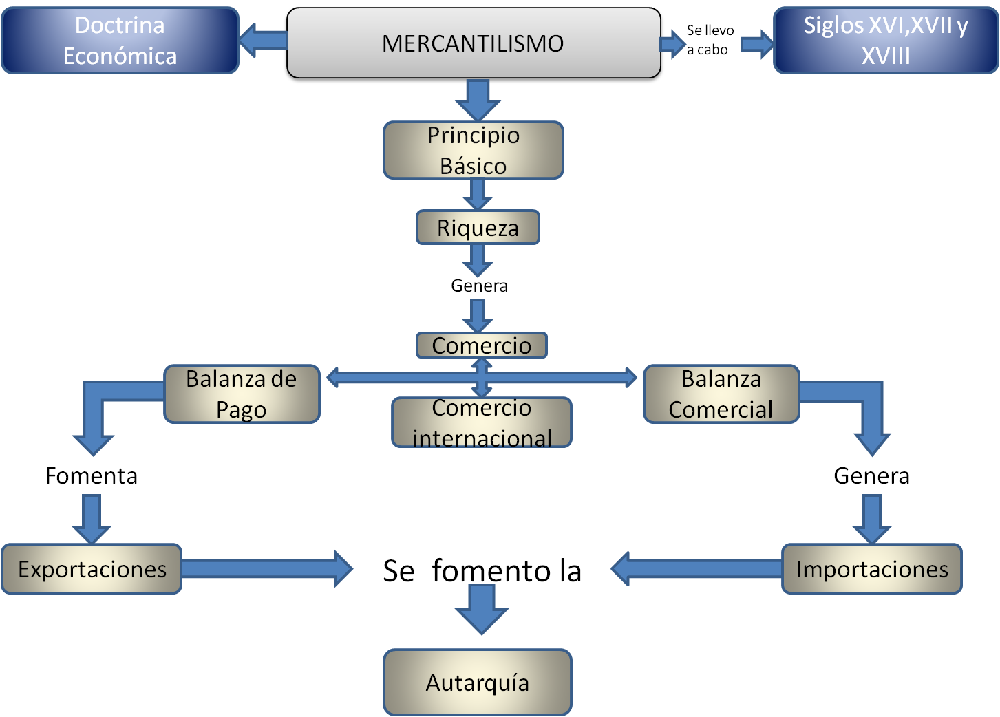 Doctrina
Económica
MERCANTILISMO
Se llevo
a cabo
Siglos XVI,XVII y
XVIII
Principio
Básico
Riqueza
Genera
Comercio
Balanza de
Pago
Comercio
internacional
Balanza
Comercial
Fomenta
Genera
Exportaciones
Se fomento la
Importaciones
Autarquía